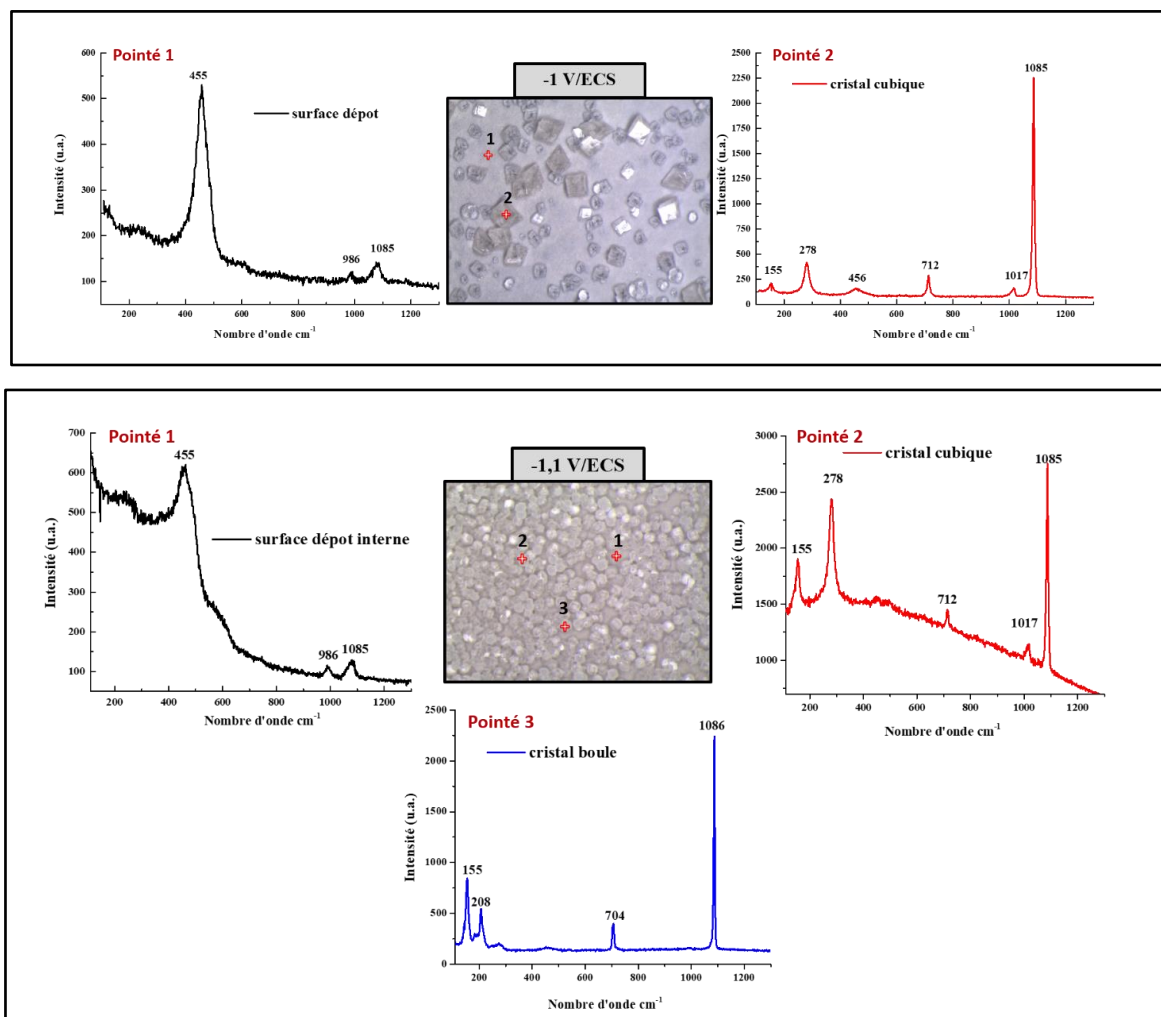 Pointé 1
600
500
400
300
200
100
200 400 600 800 1000 1200
455
986
1085
surface dépot
Intensité (u.a.)
Nombre d'onde cm-1
-1 V/ECS
1
2
Pointé 2
2500
2250
2000
1750
1500
1250
1000
750
500
250
0
200 400 600 800 1000 1200
155
278
456
712
1017
1085
cristal cubique
Intensité (u.a.)
Nombre d'onde cm-1
Pointé 1
700
600
500
400
300
200
100
200 400 600 800 1000 1200
455
986
1085
surface dépot interne
Intensité (u.a.)
Nombre d'onde cm-1
-1,1 V/ECS
2
1
3
Pointé 2
3000
2500
2000
1500
1000
200 400 600 800 1000 1200
155
278
712
1017
1085
cristal cubique
Intensité (u.a.)
Nombre d'onde cm-1
Pointé 3
2500
2000
1500
1000
500
0
200 400 600 800 1000 1200
155
208
704
1086
cristal boule
Intensité (u.a.)
Nombre d'onde cm-1